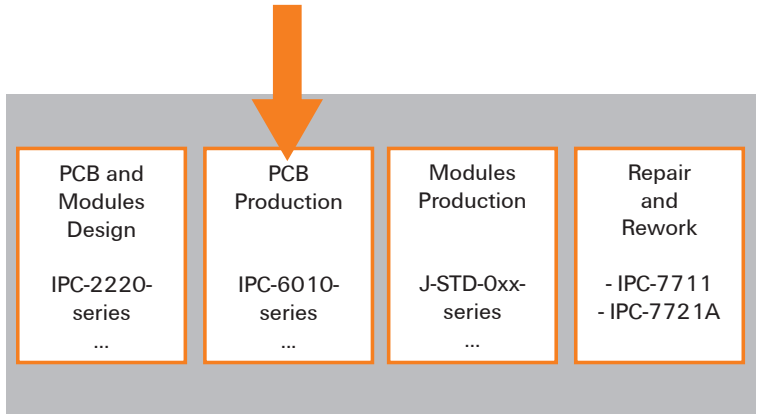 PCB and
Modules
Design
IPC-2220-
series
...
PCB
Production
IPC-6010-
series
...
Modules
Production
J-STD-0xx-
series
...
Repair
and
Rework
- IPC-7711
- IPC-7721A